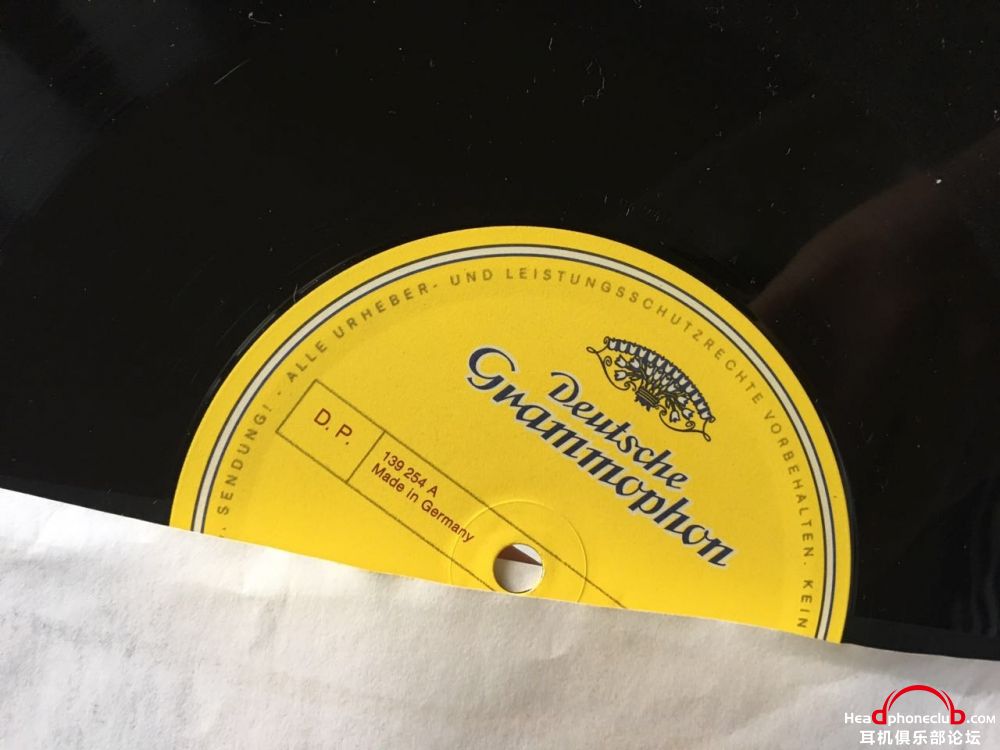 SENDUNG! · ALLE URHEBER- UND LEISTUNGSSCHUTZRECHTE VORBEHALTEN. KEIN
Deutsche
Grammophon
D. P.
139 254 A
Made in Germany
Headphoneclub.COM
耳机俱乐部论坛